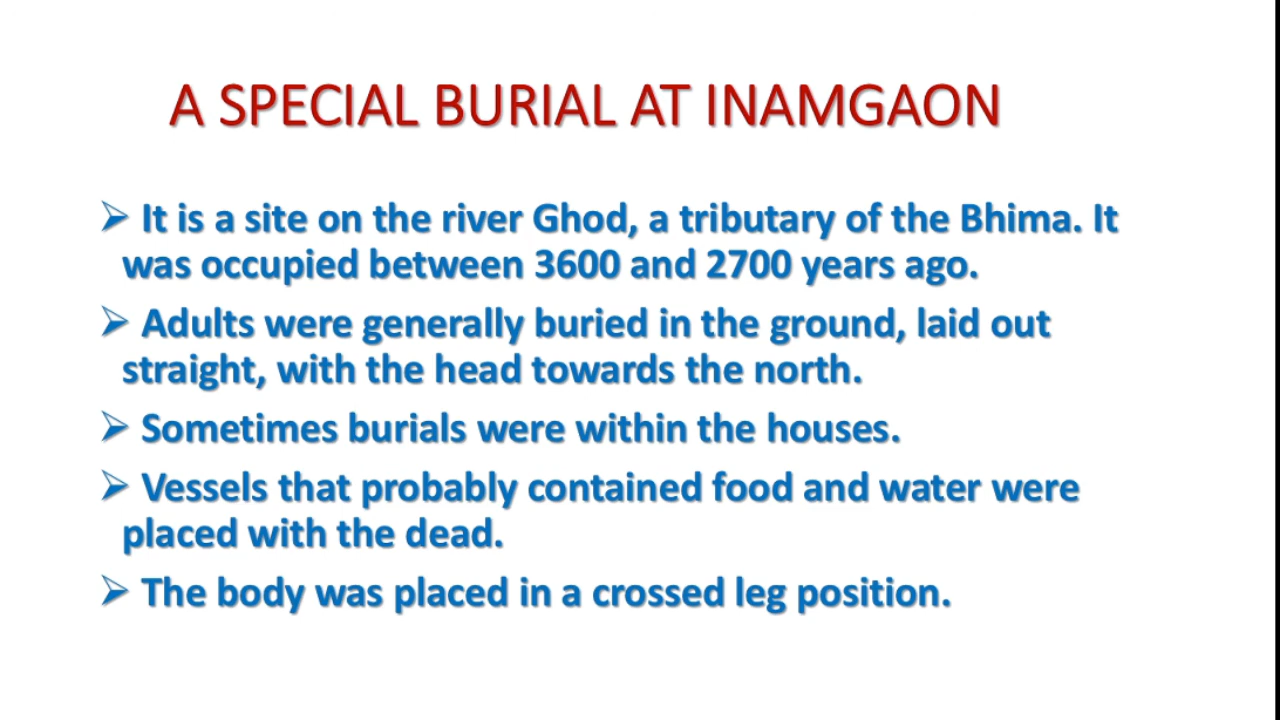 A SPECIAL BURIAL AT INAMGAON
➢ It is a site on the river Ghod, a tributary of the Bhima. It
was occupied between 3600 and 2700 years ago.
➢ Adults were generally buried in the ground, laid out
straight, with the head towards the north.
➢ Sometimes burials were within the houses.
➢ Vessels that probably contained food and water were
placed with the dead.
➢ The body was placed in a crossed leg position.